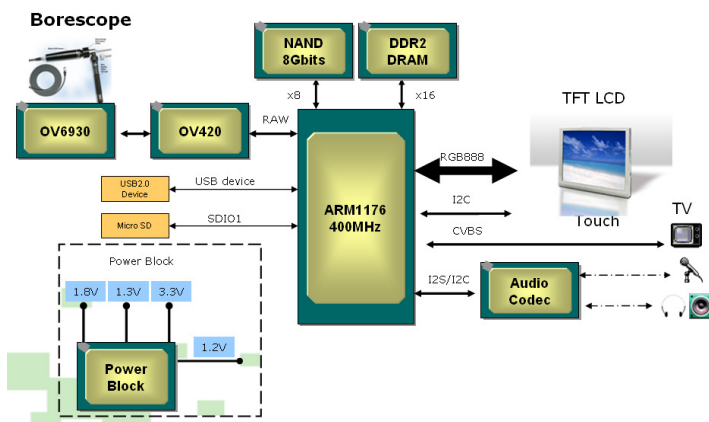 Borescope
NAND
8Gbits
DDR2
DRAM
x8
x16
TFT LCD
OV6930
OV420
RAW
RGB888
USB2.0
Device
USB device
ARM1176
400MHz
I2C
Touch
TV
Micro SD
SDIO1
CVBS
Power Block
1.8V
1.3V
3.3V
I2S/I2C
Audio
Codec
1.2V
Power
Block